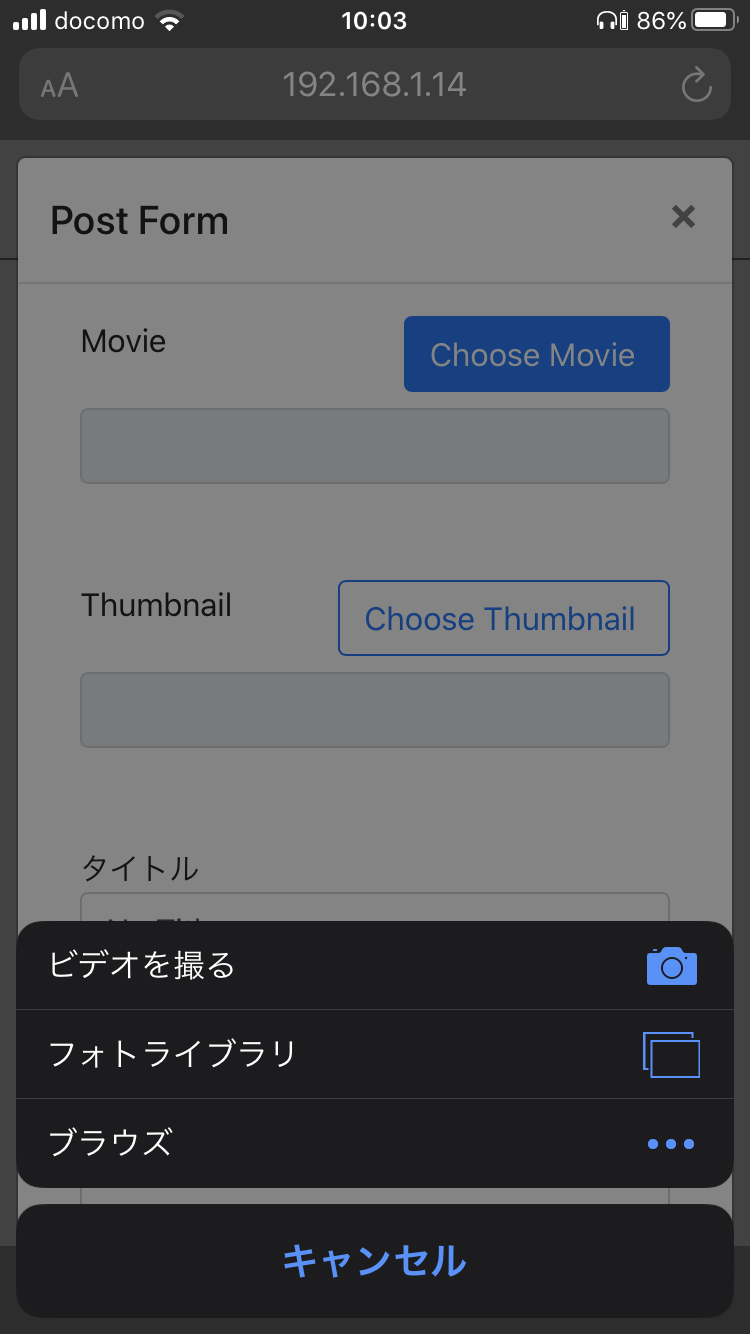 docomo 10:03 86%
AA 192.168.1.14
Post Form ×
Movie Choose Movie
Thumbnail Choose Thumbnail
タイトル
ビデオを撮る
フォトライブラリ
ブラウズ
キャンセル